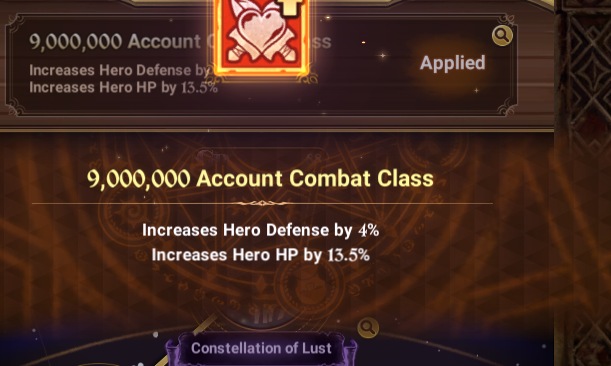 9,000,000 Account
Increases Hero Defense by
Increases Hero HP by 13.5%
Applied
9,000,000 Account Combat Class
Increases Hero Defense by 4%
Increases Hero HP by 13.5%
Constellation of Lust